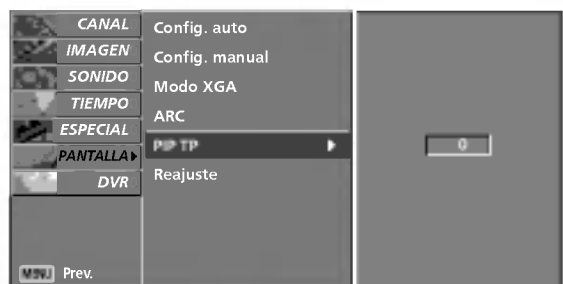 CANAL
IMAGEN
SONIDO
TIEMPO
ESPECIAL
PANTALLA
DVR
MENU Prev.
Config. auto
Config. manual
Modo XGA
ARC
PIP TP
Reajuste
0